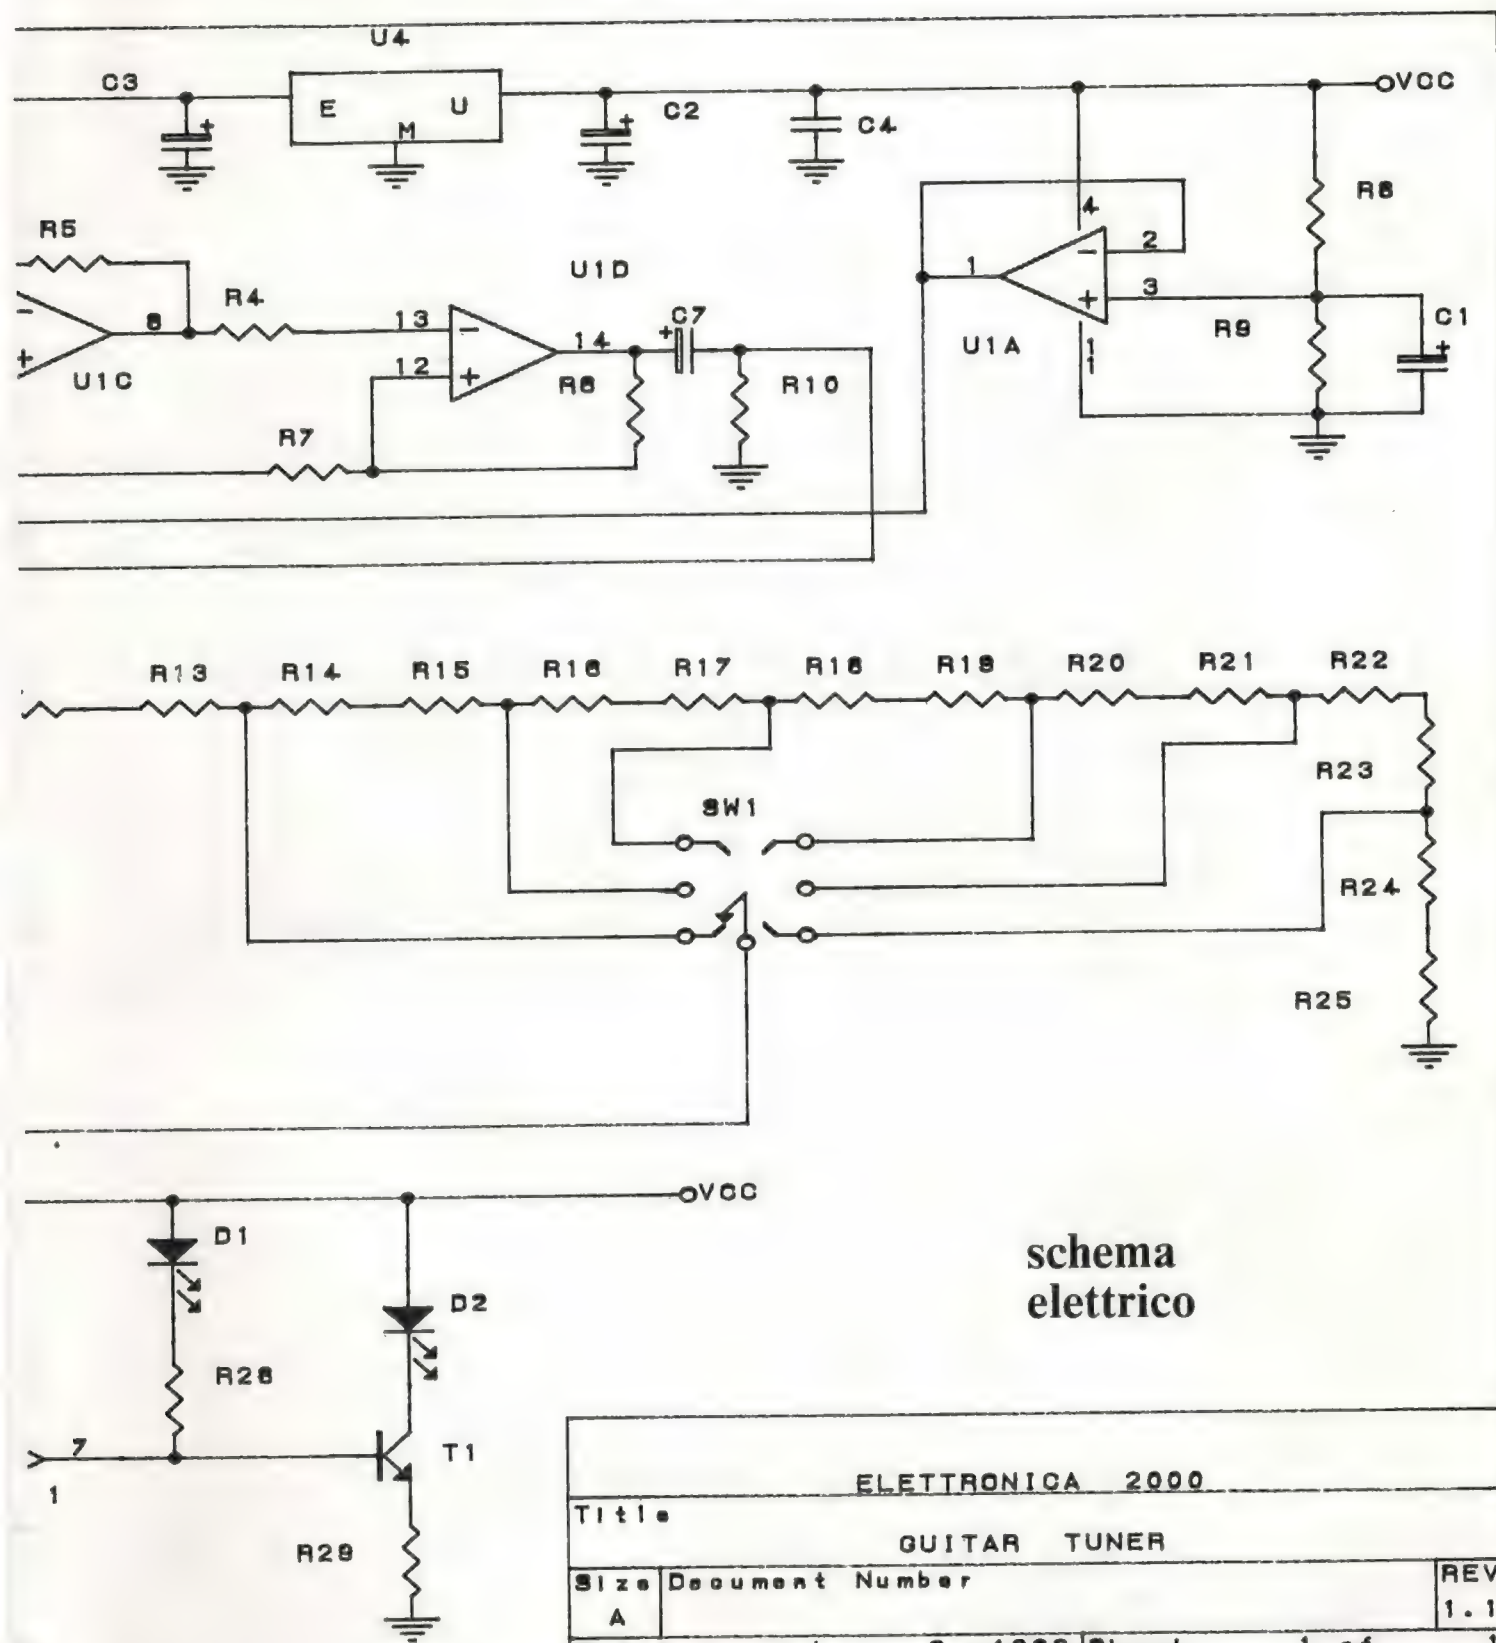 U4
C3
E U
M
C2
C4
VCC
R8
4
2
1
3
U1A
11
R9
C1
R5
8
R4
U1C
U1D
13
12
14
C7
R6
R10
R7
R13 R14 R15 R16 R17 R18 R19 R20 R21 R22
R23
SW1
R24
R25
VCC
D1
D2
R28
7
1
T1
R29
schema
elettrico
ELETTRONICA 2000
Title
GUITAR TUNER
Size Document Number REV
A 1.1